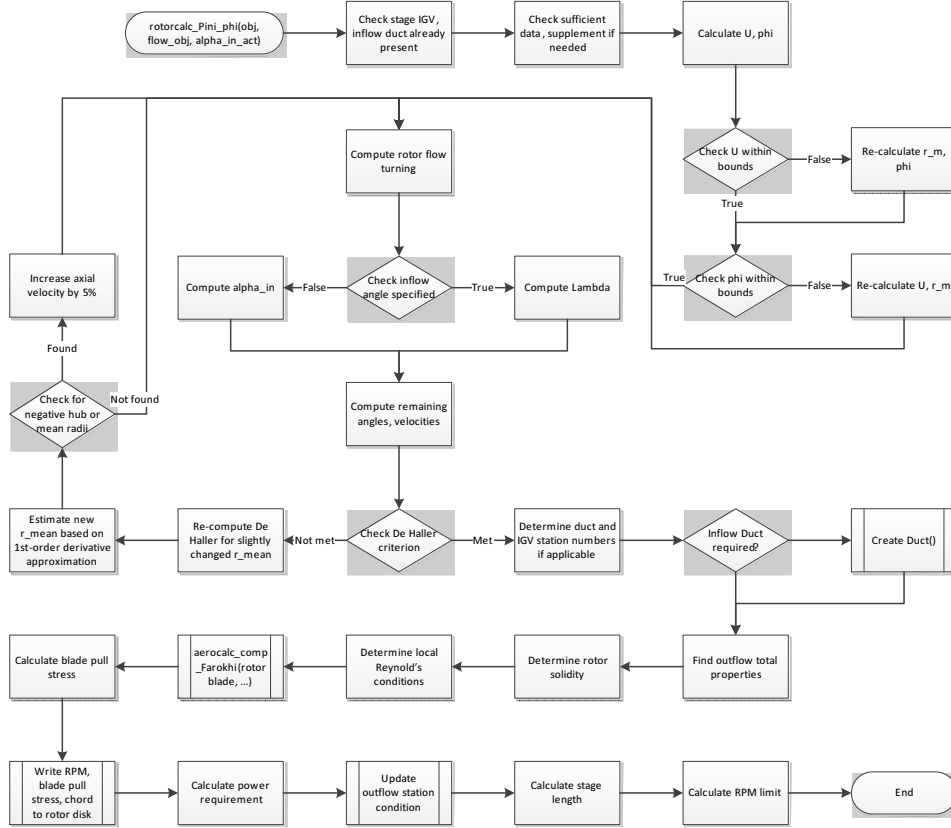 rotorcalc_Pini_phi(obj,
flow_obj, alpha_in_act)
Check stage IGV,
inflow duct already
present
Check sufficient
data, supplement if
needed
Calculate U, phi
Check U within
bounds
False
Re-calculate r_m,
phi
True
Compute rotor flow
turning
Increase axial
velocity by 5%
Compute alpha_in
False
Check inflow
angle specified
True
Compute Lambda
True
Check phi within
bounds
False
Re-calculate U, r_m
Found
Check for
negative hub or
mean radii
Not found
Compute remaining
angles, velocities
Estimate new
r_mean based on
1st-order derivative
approximation
Re-compute De
Haller for slightly
changed r_mean
Not met
Check De Haller
criterion
Met
Determine duct and
IGV station numbers
if applicable
Inflow Duct
required?
Create Duct()
Calculate blade pull
stress
aerocalc_comp
_Farokhi(rotor
blade, ...)
Determine local
Reynold's
conditions
Determine rotor
solidity
Find outflow total
properties
Write RPM,
blade pull
stress, chord
to rotor disk
Calculate power
requirement
Update
outflow station
condition
Calculate stage
length
Calculate RPM limit
End